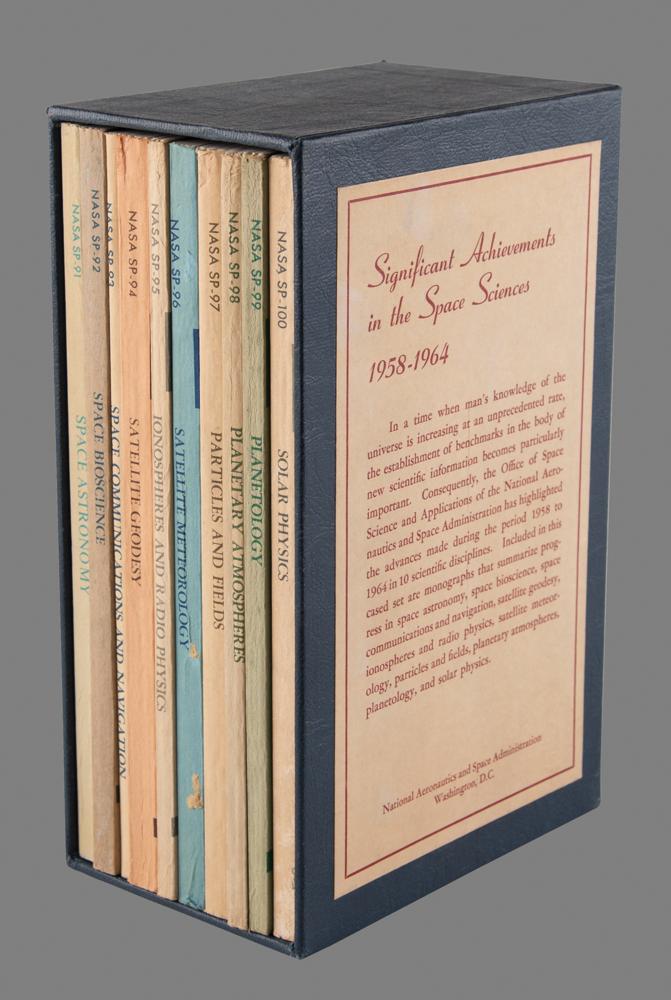 NASA SP-91 SPACE ASTRONOMY
NASA SP-92 SPACE BIOSCIENCE
NASA SP-93 SPACE COMMUNICATIONS AND NAVIGATION
NASA SP-94 SATELLITE GEODESY
NASA SP-95 IONOSPHERES AND RADIO PHYSICS
NASA SP-96 SATELLITE METEOROLOGY
NASA SP-97 PARTICLES AND FIELDS
NASA SP-98 PLANETARY ATMOSPHERES
NASA SP-99 PLANETOLOGY
NASA SP-100 SOLAR PHYSICS
Significant Achievements
in the Space Sciences
1958-1964
In a time when man's knowledge of the
universe is increasing at an unprecedented rate,
the establishment of benchmarks in the body of
new scientific information becomes particularly
important. Consequently, the Office of Space
Science and Applications of the National Aero-
nautics and Space Administration has highlighted
the advances made during the period 1958 to
1964 in 10 scientific disciplines. Included in this
cased set are monographs that summarize prog-
ress in space astronomy, space bioscience, space
communications and navigation, satellite geodesy,
ionospheres and radio physics, satellite meteor-
ology, particles and fields, planetary atmospheres,
planetology, and solar physics.
National Aeronautics and Space Administration
Washington, D.C.